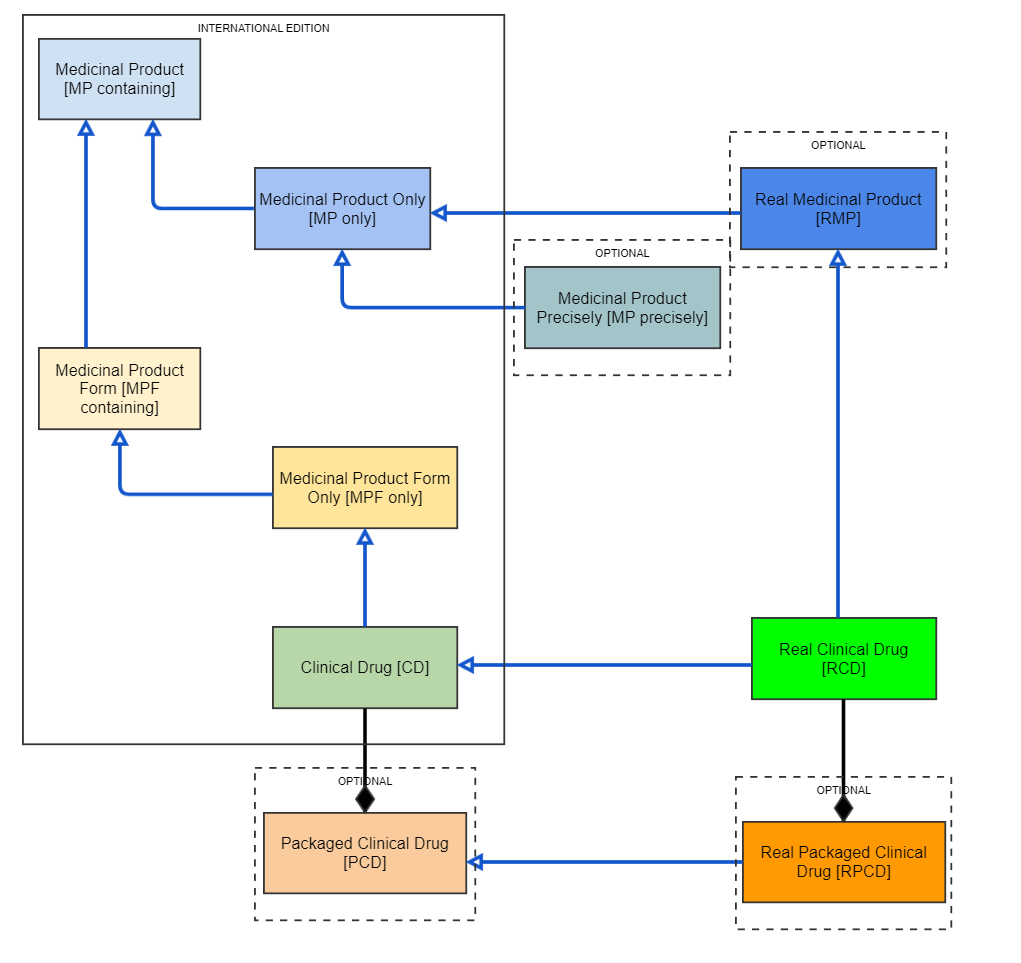 INTERNATIONAL EDITION
Medicinal Product
[MP containing]
OPTIONAL
Medicinal Product Only
[MP only]
Real Medicinal Product
[RMP]
OPTIONAL
Medicinal Product
Precisely [MP precisely]
Medicinal Product
Form [MPF
containing]
Medicinal Product Form
Only [MPF only]
Clinical Drug [CD]
Real Clinical Drug
[RCD]
OPTIONAL
Packaged Clinical Drug
[PCD]
OPTIONAL
Real Packaged Clinical
Drug [RPCD]